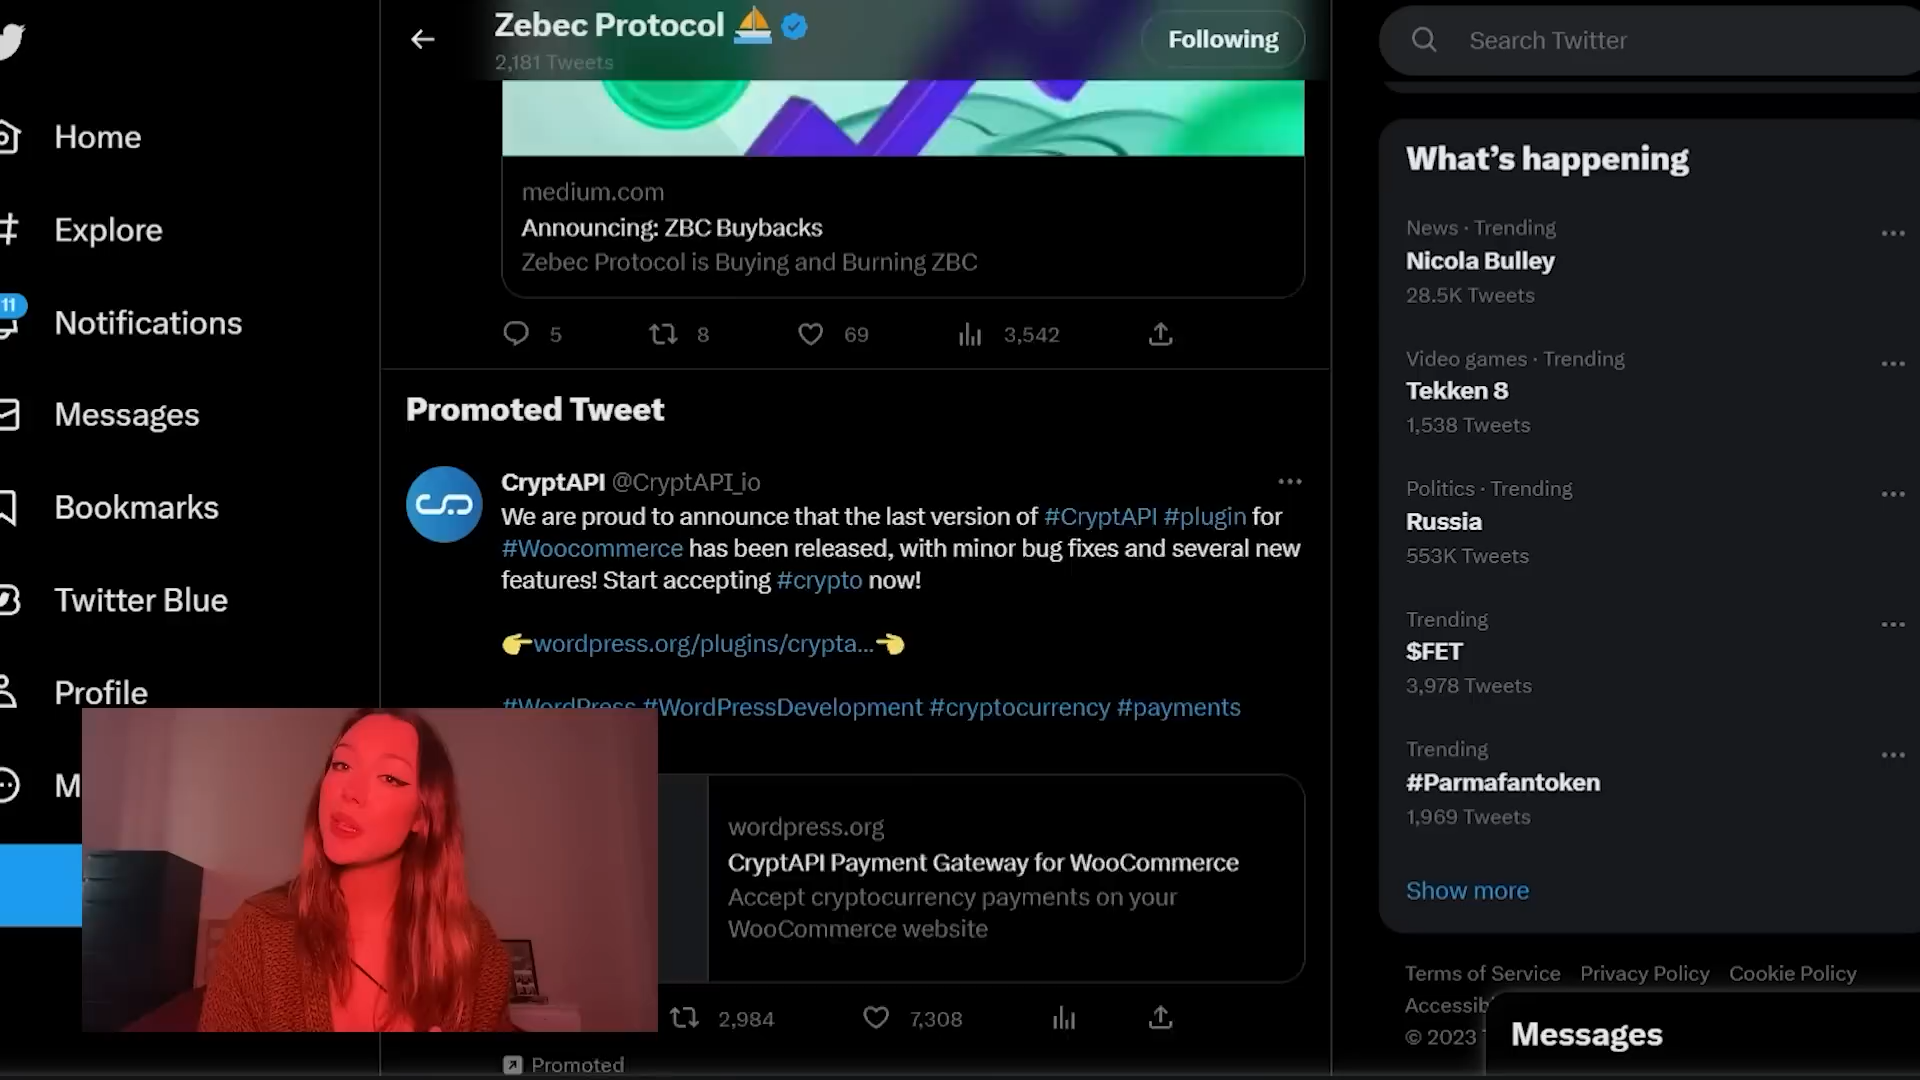 Home
Explore
11
Notifications
Messages
Bookmarks
Twitter Blue
Profile
M
Zebec Protocol
2,181 Tweets
Following
medium.com
Announcing: ZBC Buybacks
Zebec Protocol is Buying and Burning ZBC
5 8 69 3,542
Promoted Tweet
CryptAPI @CryptAPI_io
We are proud to announce that the last version of #CryptAPI #plugin for
#Woocommerce has been released, with minor bug fixes and several new
features! Start accepting #crypto now!
👉wordpress.org/plugins/crypta...👈
#WordPress #WordPressDevelopment #cryptocurrency #payments
wordpress.org
CryptAPI Payment Gateway for WooCommerce
Accept cryptocurrency payments on your
WooCommerce website
2,984 7,308
Promoted
Search Twitter
What's happening
News · Trending
Nicola Bulley
28.5K Tweets
Video games · Trending
Tekken 8
1,538 Tweets
Politics · Trending
Russia
553K Tweets
Trending
$FET
3,978 Tweets
Trending
#Parmafantoken
1,969 Tweets
Show more
Terms of Service Privacy Policy Cookie Policy
Accessib
© 2023
Messages